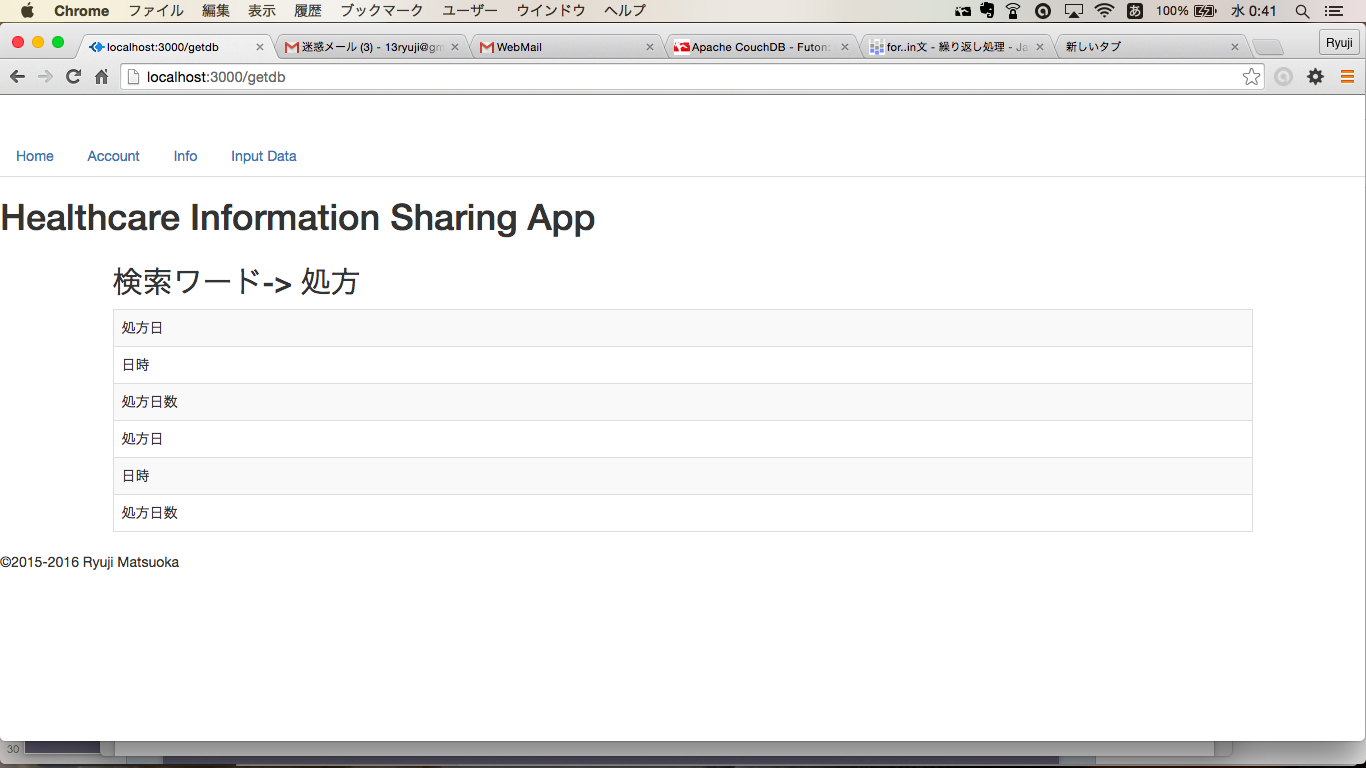 Chrome ファイル 編集 表示 履歴 ブックマーク ユーザー ウインドウ ヘルプ 100% 水 0:41
localhost:3000/getdb 迷惑メール (3) - 13ryuji@gm WebMail Apache CouchDB - Futon: for..in文 - 繰り返し処理 - Ja 新しいタブ Ryuji
localhost:3000/getdb
Home Account Info Input Data
Healthcare Information Sharing App
検索ワード-> 処方
処方日
日時
処方日数
処方日
日時
処方日数
©2015-2016 Ryuji Matsuoka
30